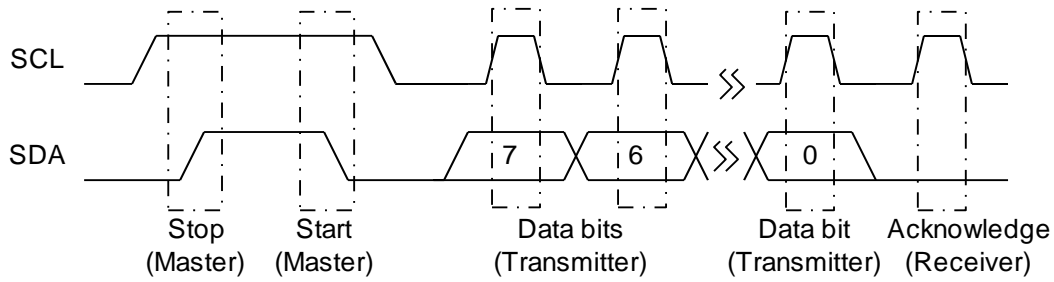 SCL
SDA
7 6 0
Stop Start Data bits Data bit Acknowledge
(Master) (Master) (Transmitter) (Transmitter) (Receiver)